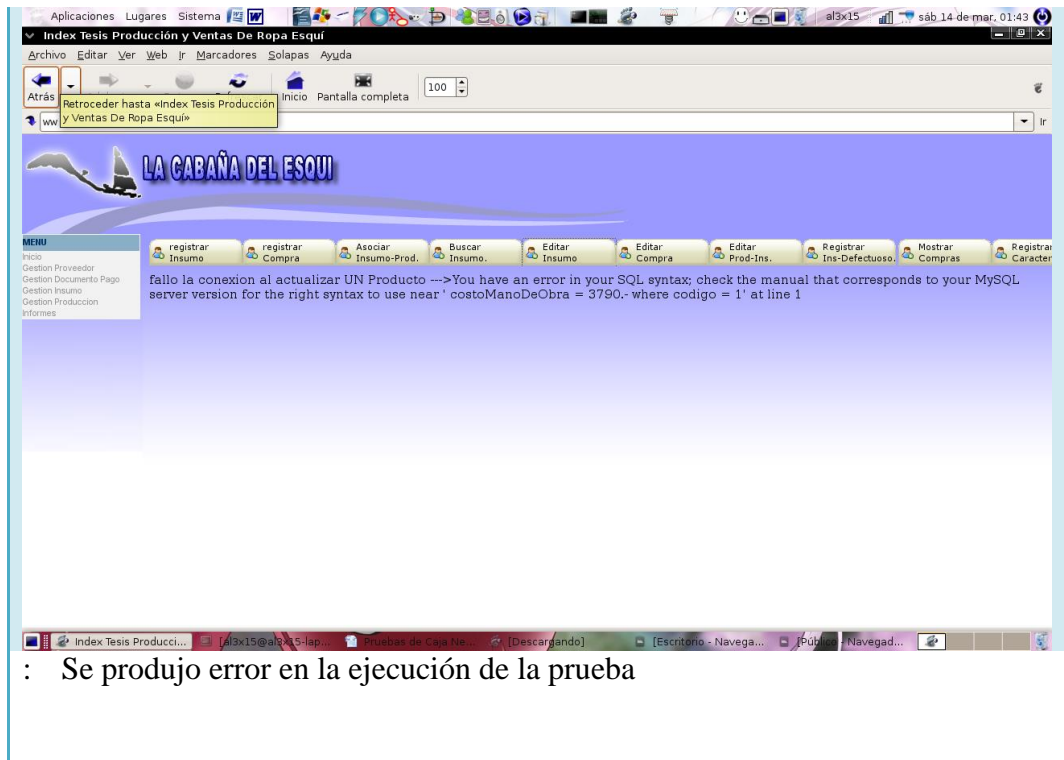 Aplicaciones Lugares Sistema al3x15 sáb 14 de mar, 01:43
Index Tesis Producción y Ventas De Ropa Esquí
Archivo Editar Ver Web Ir Marcadores Solapas Ayuda
Atrás Inicio Pantalla completa 100
Retroceder hasta «Index Tesis Producción
y Ventas De Ropa Esquí»
ww Ir
LA CABAÑA DEL ESQUI
MENU
Inicio
Gestion Proveedor
Gestion Documento Pago
Gestion Insumo
Gestion Produccion
Informes
registrar Insumo
registrar Compra
Asociar Insumo-Prod.
Buscar Insumo.
Editar Insumo
Editar Compra
Editar Prod-Ins.
Registrar Ins-Defectuoso.
Mostrar Compras
Registrar Caracter
fallo la conexion al actualizar UN Producto --->You have an error in your SQL syntax; check the manual that corresponds to your MySQL
server version for the right syntax to use near ' costoManoDeObra = 3790.- where codigo = 1' at line 1
Index Tesis Producci... [al3x15@al3x15-lap... Pruebas de Caja Ne... [Descargando] [Escritorio - Navega... [Público - Navegad...
: Se produjo error en la ejecución de la prueba